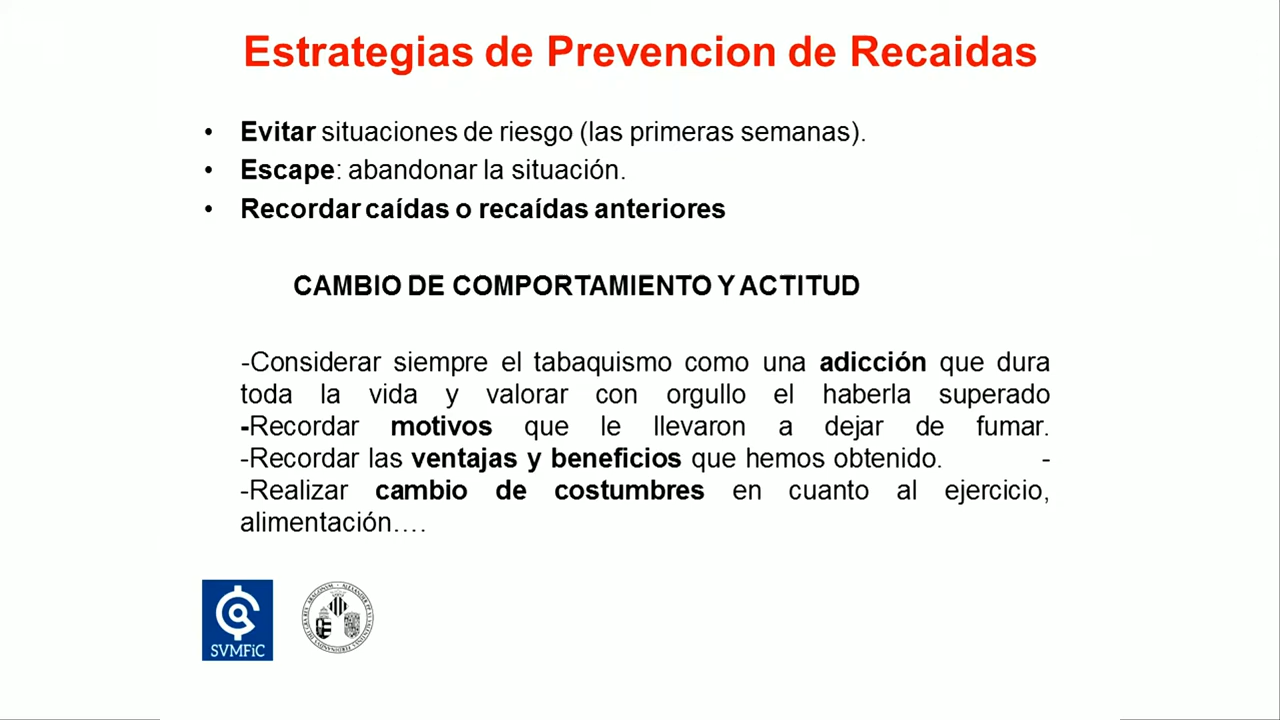 Estrategias de Prevencion de Recaidas
• Evitar situaciones de riesgo (las primeras semanas).
• Escape: abandonar la situación.
• Recordar caídas o recaídas anteriores
CAMBIO DE COMPORTAMIENTO Y ACTITUD
-Considerar siempre el tabaquismo como una adicción que dura
toda la vida y valorar con orgullo el haberla superado
-Recordar motivos que le llevaron a dejar de fumar.
-Recordar las ventajas y beneficios que hemos obtenido. -
-Realizar cambio de costumbres en cuanto al ejercicio,
alimentación….
SVMFiC